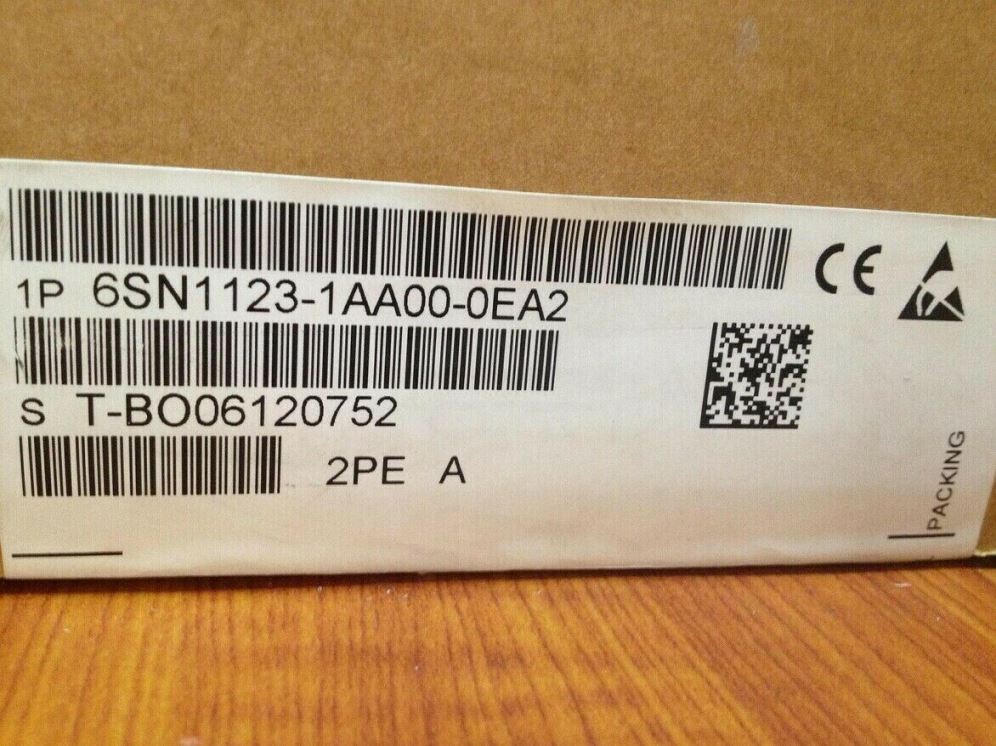 1P 6SN1123-1AA00-0EA2
CE
S T-BO06120752
2PE A
PACKING